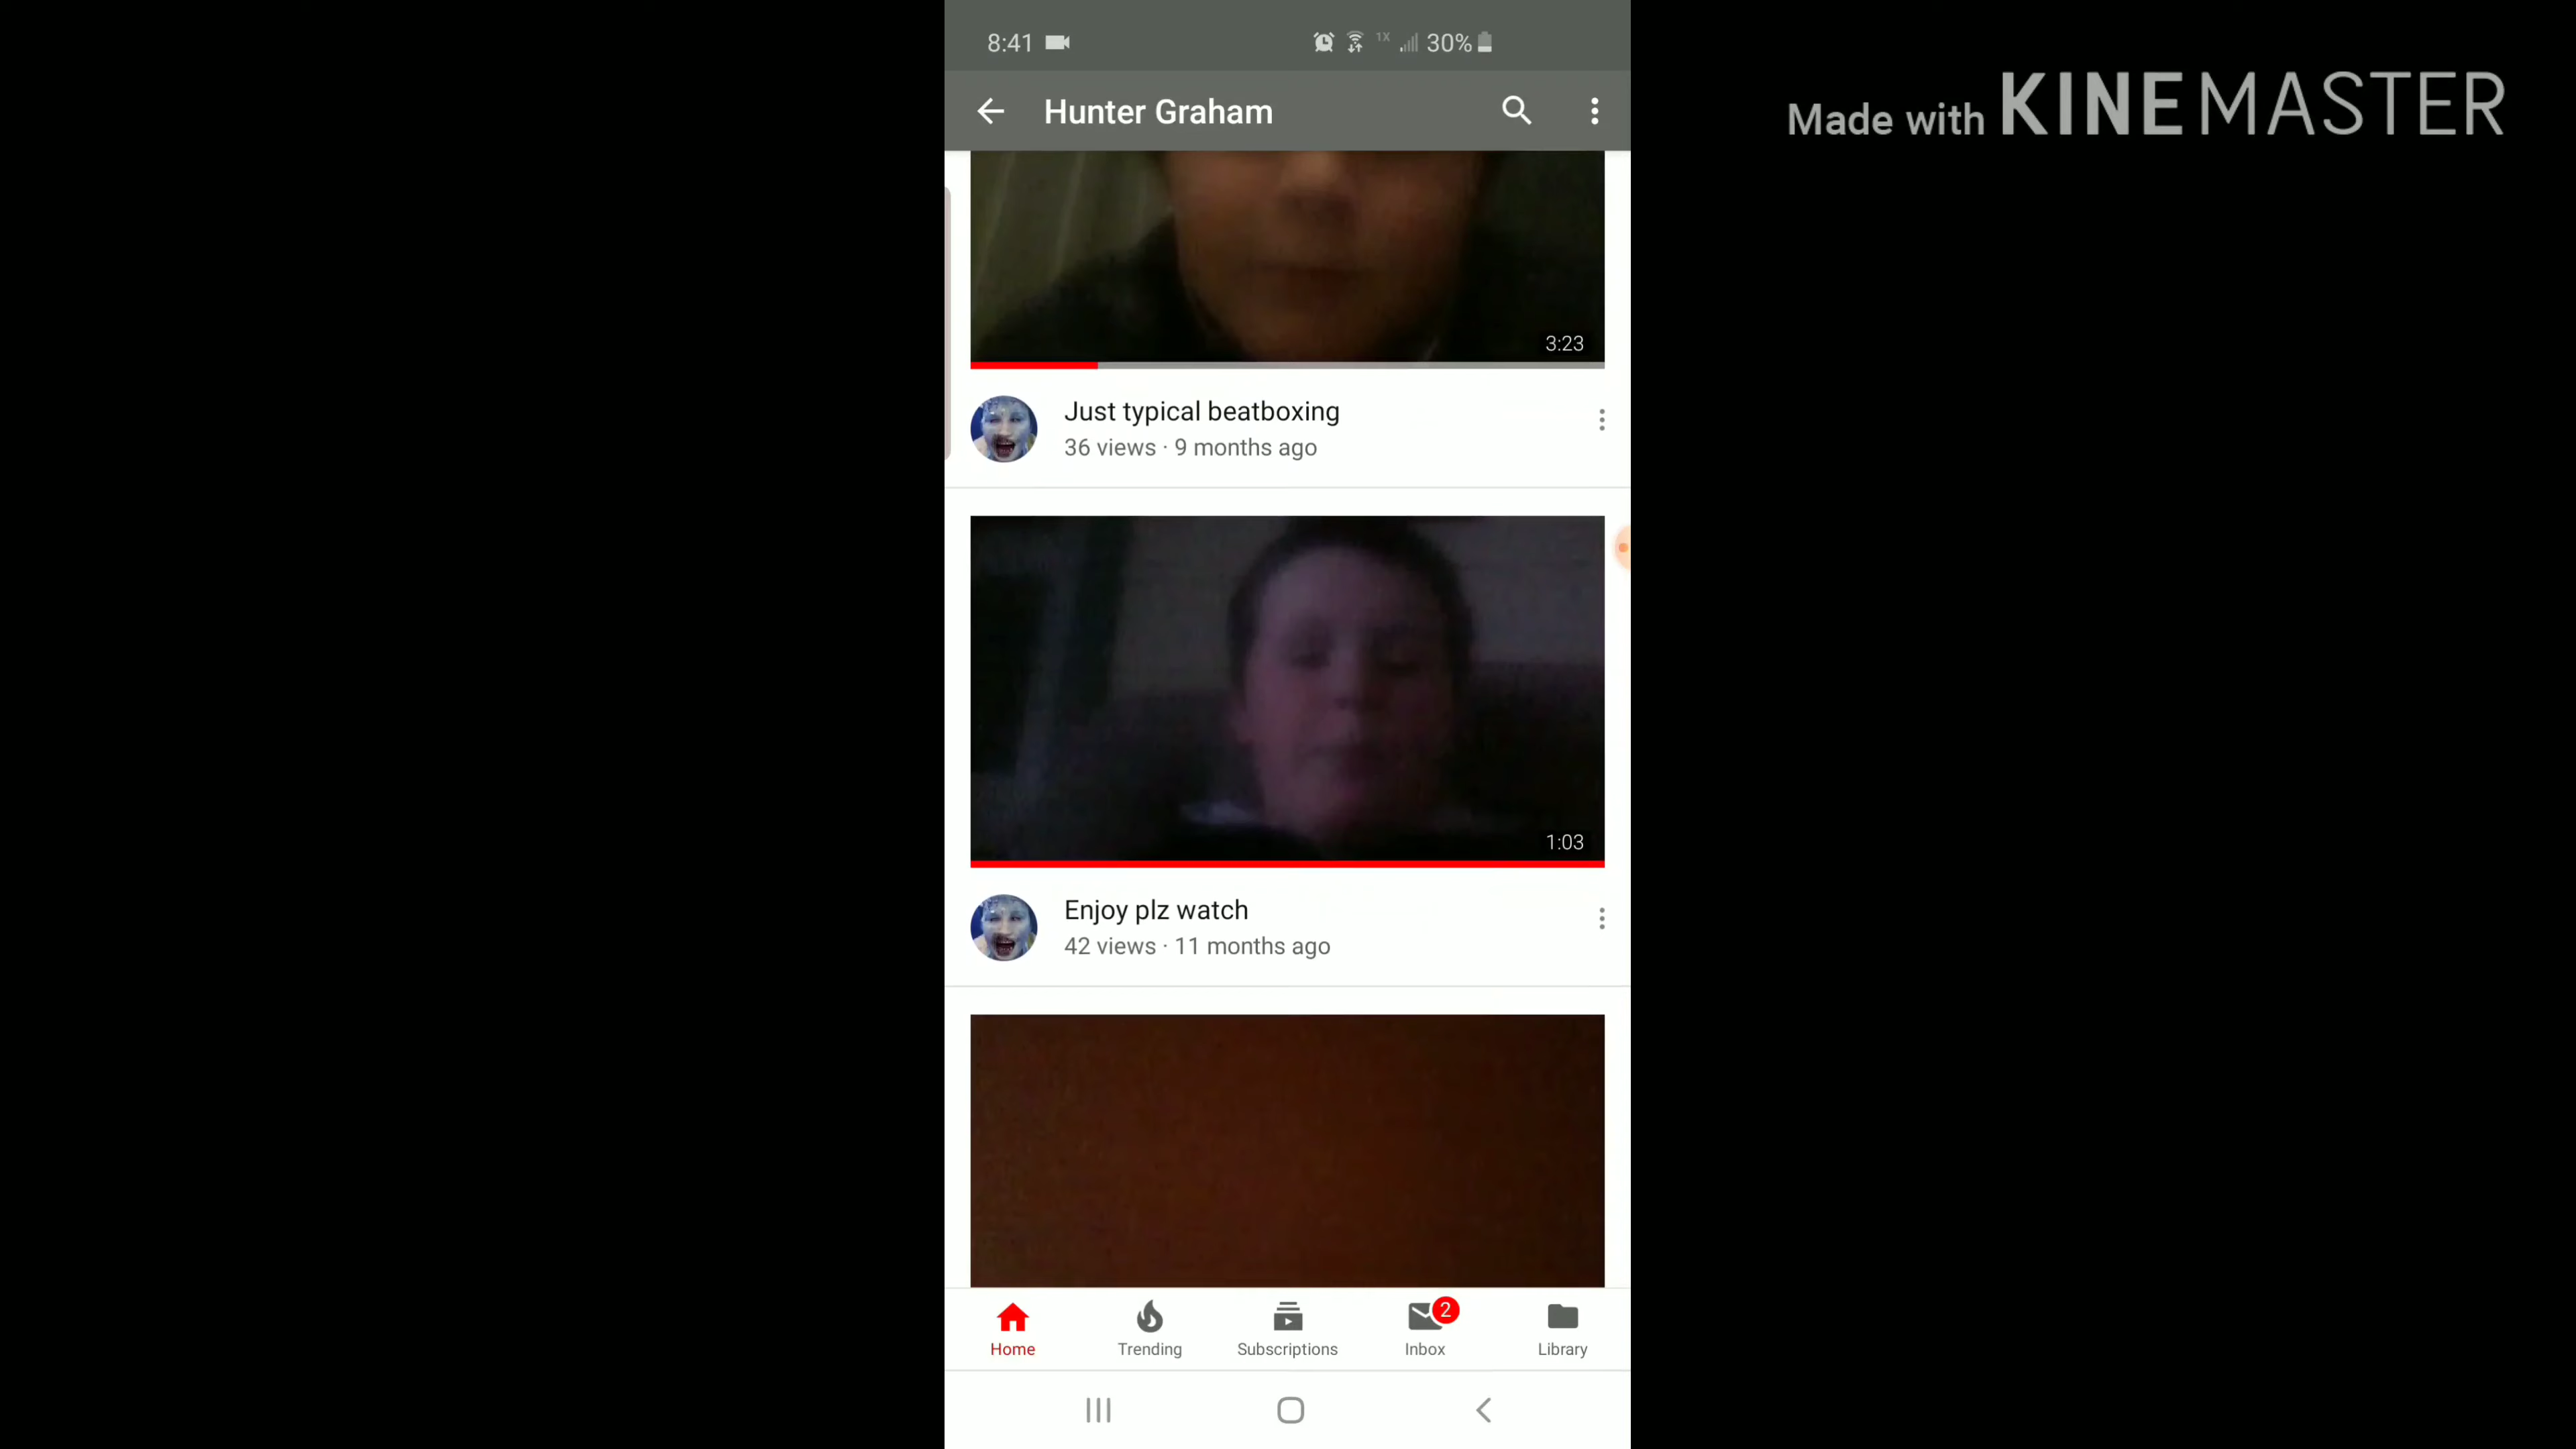 8:41
1X
30%
Hunter Graham
Made with KINEMASTER
3:23
Just typical beatboxing
36 views · 9 months ago
1:03
Enjoy plz watch
42 views · 11 months ago
2
Home
Trending
Subscriptions
Inbox
Library